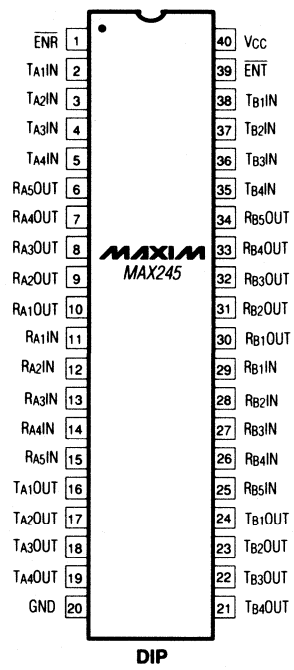 ENR 1 40 VCC
TA1IN 2 39 ENT
TA2IN 3 38 TB1IN
TA3IN 4 37 TB2IN
TA4IN 5 36 TB3IN
RA5OUT 6 35 TB4IN
RA4OUT 7 34 RB5OUT
RA3OUT 8 MAXIM 33 RB4OUT
RA2OUT 9 MAX245 32 RB3OUT
RA1OUT 10 31 RB2OUT
RA1IN 11 30 RB1OUT
RA2IN 12 29 RB1IN
RA3IN 13 28 RB2IN
RA4IN 14 27 RB3IN
RA5IN 15 26 RB4IN
TA1OUT 16 25 RB5IN
TA2OUT 17 24 TB1OUT
TA3OUT 18 23 TB2OUT
TA4OUT 19 22 TB3OUT
GND 20 21 TB4OUT
DIP